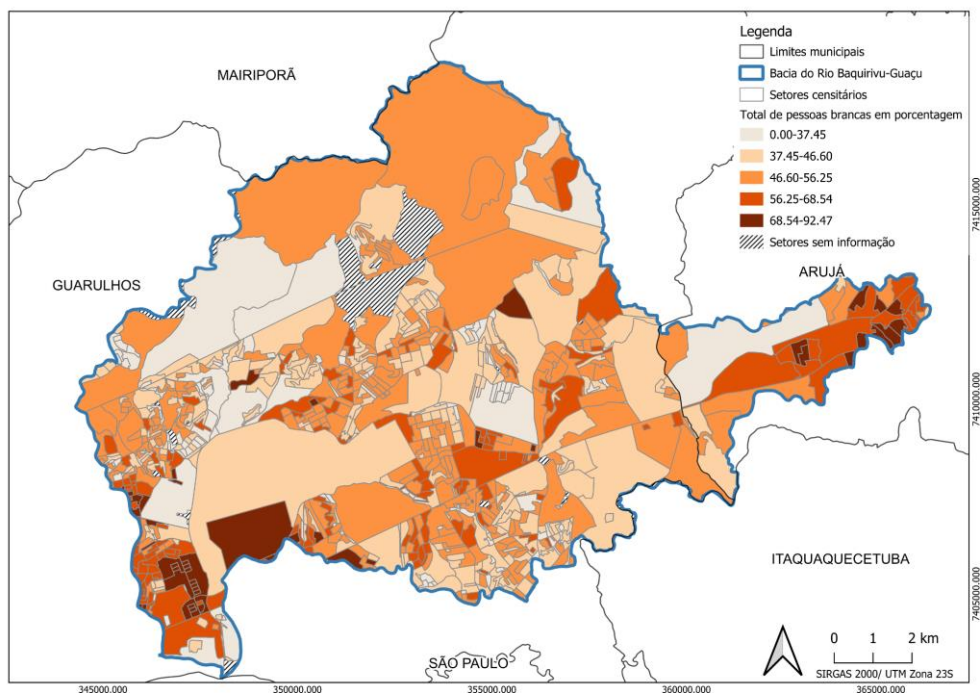 Legenda
Limites municipais
Bacia do Rio Baquirivu-Guaçu
Setores censitários
Total de pessoas brancas em porcentagem
0.00-37.45
37.45-46.60
46.60-56.25
56.25-68.54
68.54-92.47
Setores sem informação
MAIRIPORÃ
GUARULHOS
ARUJÁ
ITAQUAQUECETUBA
SÃO PAULO
7415000.000
7410000.000
7405000.000
0 1 2 km
SIRGAS 2000/ UTM Zona 23S
345000.000 350000.000 355000.000 360000.000 365000.000